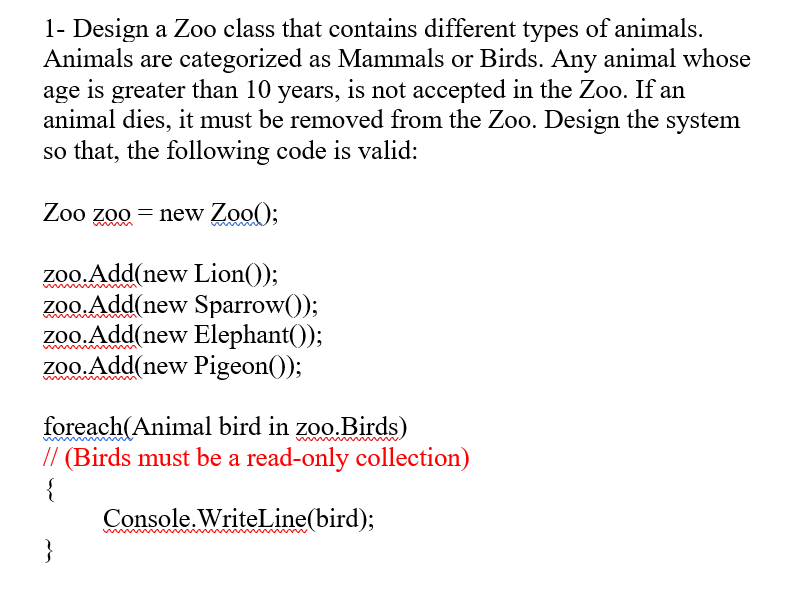 1- Design a Zoo class that contains different types of animals.
Animals are categorized as Mammals or Birds. Any animal whose
age is greater than 10 years, is not accepted in the Zoo. If an
animal dies, it must be removed from the Zoo. Design the system
so that, the following code is valid:
Zoo zoo = new Zoo();
zoo.Add(new Lion());
zoo.Add(new Sparrow());
zoo.Add(new Elephant());
zoo.Add(new Pigeon());
foreach(Animal bird in zoo.Birds)
// (Birds must be a read-only collection)
{
Console.WriteLine(bird);
}